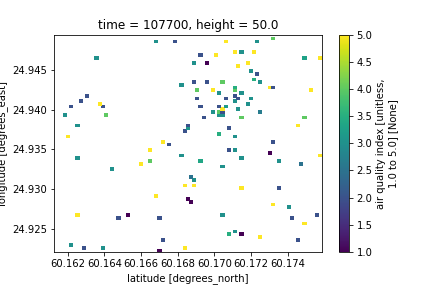 time = 107700, height = 50.0
longitude [degrees_east]
24.945
24.940
24.935
24.930
24.925
60.162 60.164 60.166 60.168 60.170 60.172 60.174
latitude [degrees_north]
5.0
4.5
4.0
3.5
3.0
2.5
2.0
1.5
1.0
air quality index [unitless,
1.0 to 5.0] [None]